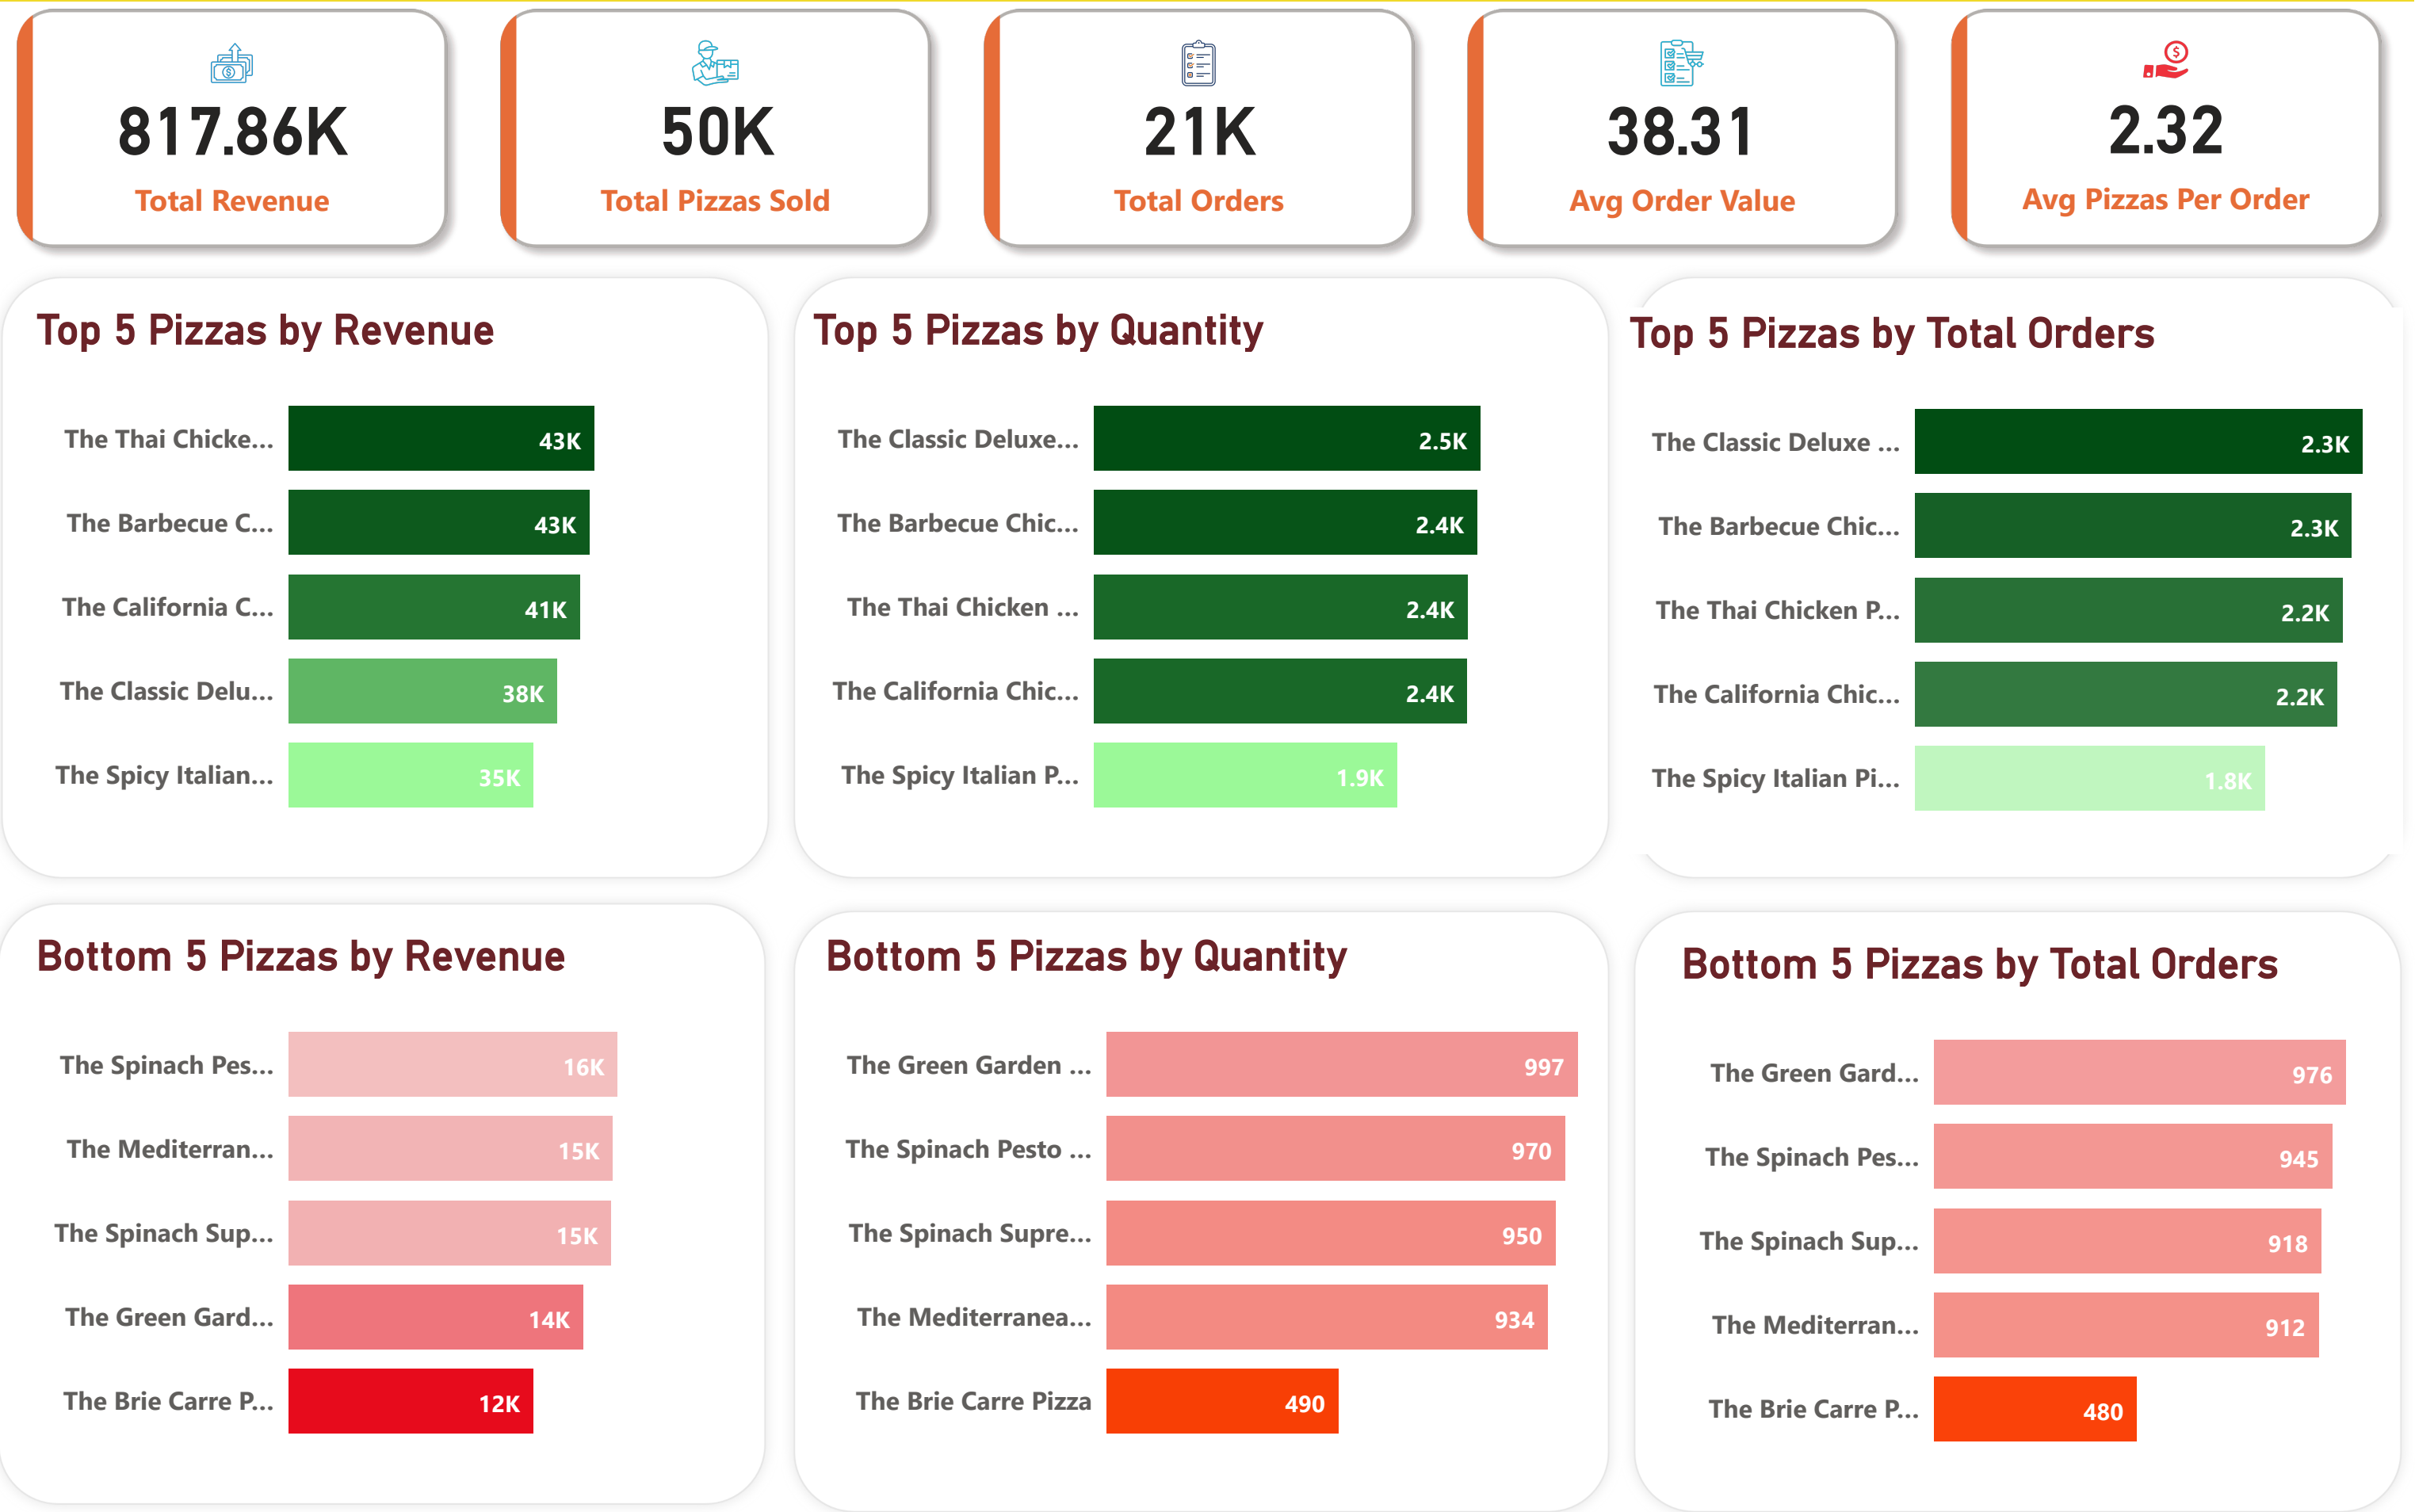 817.86K
Total Revenue
50K
Total Pizzas Sold
21K
Total Orders
38.31
Avg Order Value
2.32
Avg Pizzas Per Order
Top 5 Pizzas by Revenue
The Thai Chicke... 43K
The Barbecue C... 43K
The California C... 41K
The Classic Delu... 38K
The Spicy Italian... 35K
Top 5 Pizzas by Quantity
The Classic Deluxe... 2.5K
The Barbecue Chic... 2.4K
The Thai Chicken ... 2.4K
The California Chic... 2.4K
The Spicy Italian P... 1.9K
Top 5 Pizzas by Total Orders
The Classic Deluxe ... 2.3K
The Barbecue Chic... 2.3K
The Thai Chicken P... 2.2K
The California Chic... 2.2K
The Spicy Italian Pi... 1.8K
Bottom 5 Pizzas by Revenue
The Spinach Pes... 16K
The Mediterran... 15K
The Spinach Sup... 15K
The Green Gard... 14K
The Brie Carre P... 12K
Bottom 5 Pizzas by Quantity
The Green Garden ... 997
The Spinach Pesto ... 970
The Spinach Supre... 950
The Mediterranea... 934
The Brie Carre Pizza 490
Bottom 5 Pizzas by Total Orders
The Green Gard... 976
The Spinach Pes... 945
The Spinach Sup... 918
The Mediterran... 912
The Brie Carre P... 480